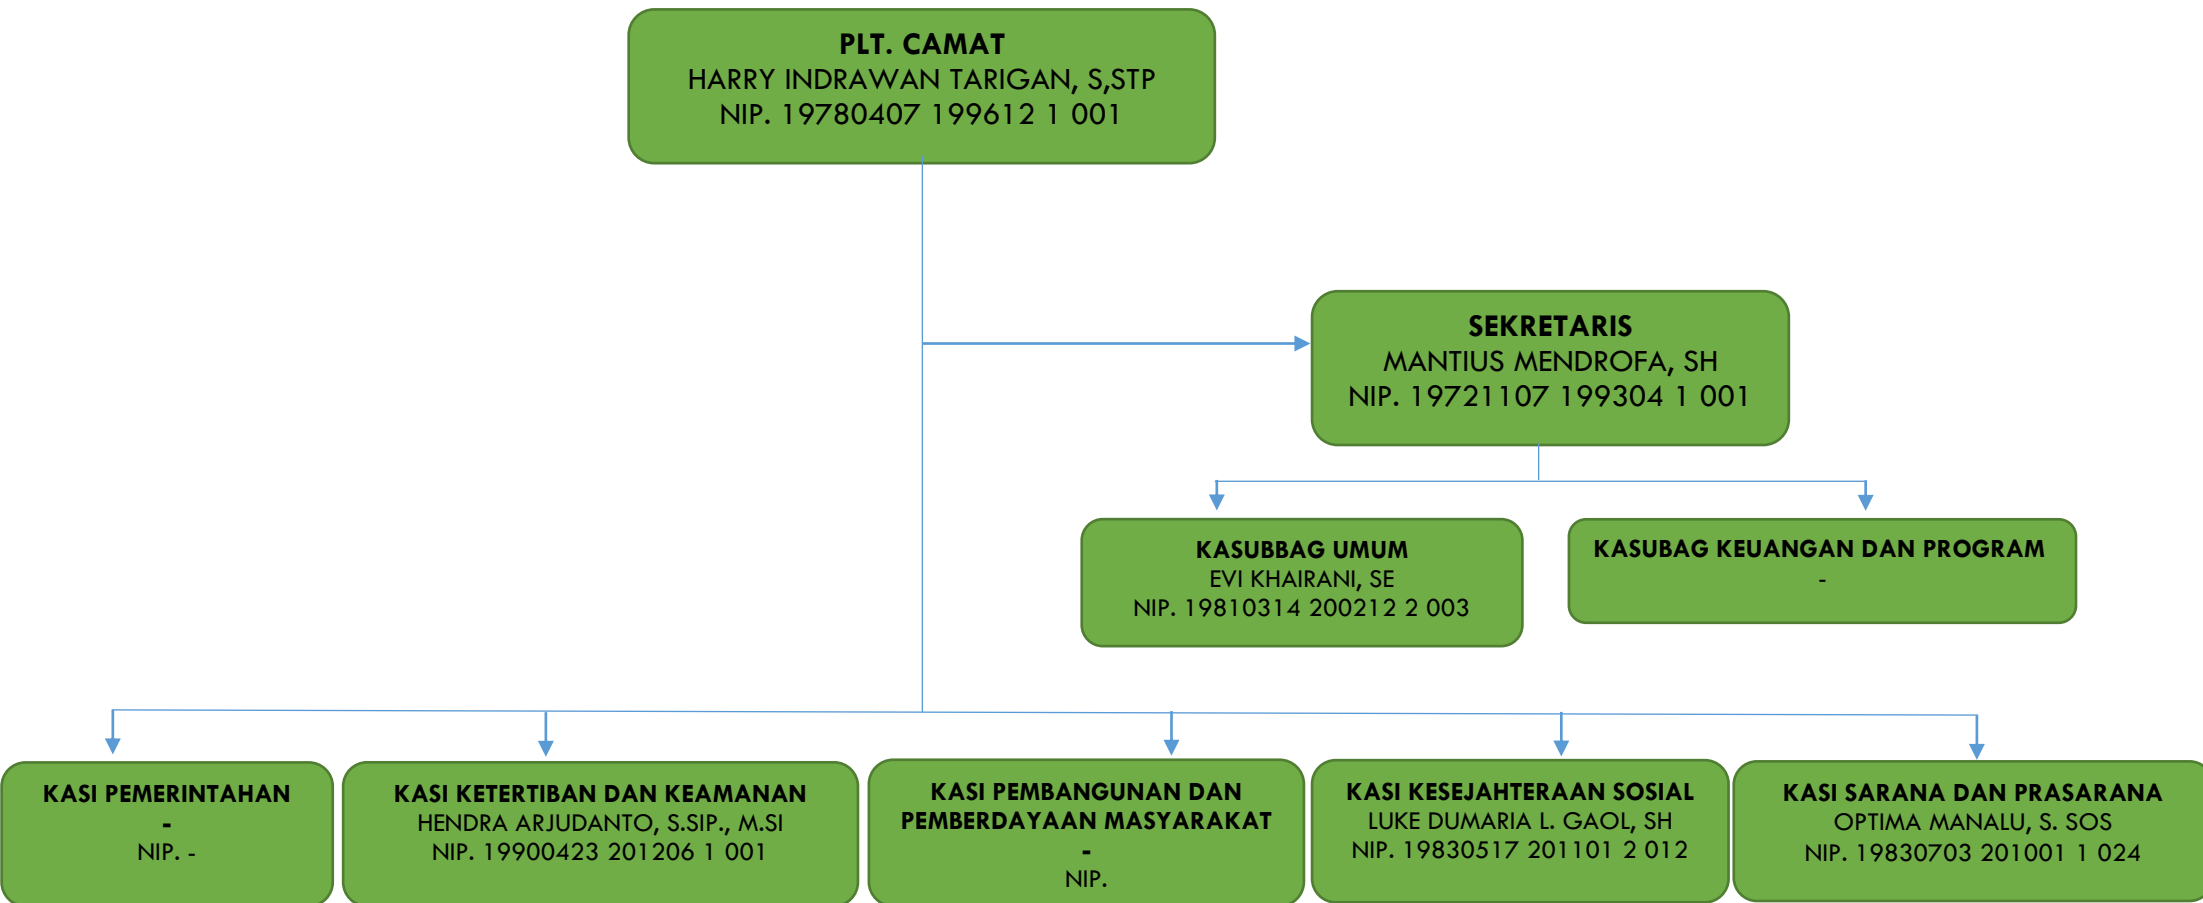 PLT. CAMAT
HARRY INDRAWAN TARIGAN, S,STP
NIP. 19780407 199612 1 001
SEKRETARIS
MANTIUS MENDROFA, SH
NIP. 19721107 199304 1 001
KASUBBAG UMUM
EVI KHAIRANI, SE
NIP. 19810314 200212 2 003
KASUBAG KEUANGAN DAN PROGRAM
-
KASI PEMERINTAHAN
-
NIP. -
KASI KETERTIBAN DAN KEAMANAN
HENDRA ARJUDANTO, S.SIP., M.SI
NIP. 19900423 201206 1 001
KASI PEMBANGUNAN DAN
PEMBERDAYAAN MASYARAKAT
-
NIP.
KASI KESEJAHTERAAN SOSIAL
LUKE DUMARIA L. GAOL, SH
NIP. 19830517 201101 2 012
KASI SARANA DAN PRASARANA
OPTIMA MANALU, S. SOS
NIP. 19830703 201001 1 024